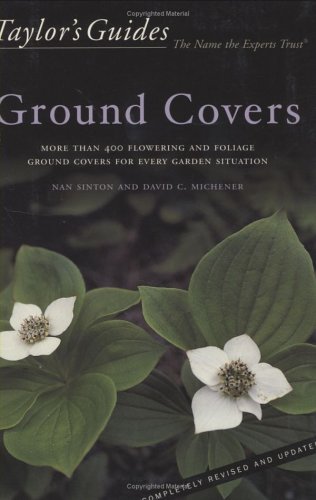 Taylor's Guides The Name the Experts Trust®
Ground Covers
MORE THAN 400 FLOWERING AND FOLIAGE
GROUND COVERS FOR EVERY GARDEN SITUATION
NAN SINTON AND DAVID C. MICHENER
COMPLETELY REVISED AND UPDATED